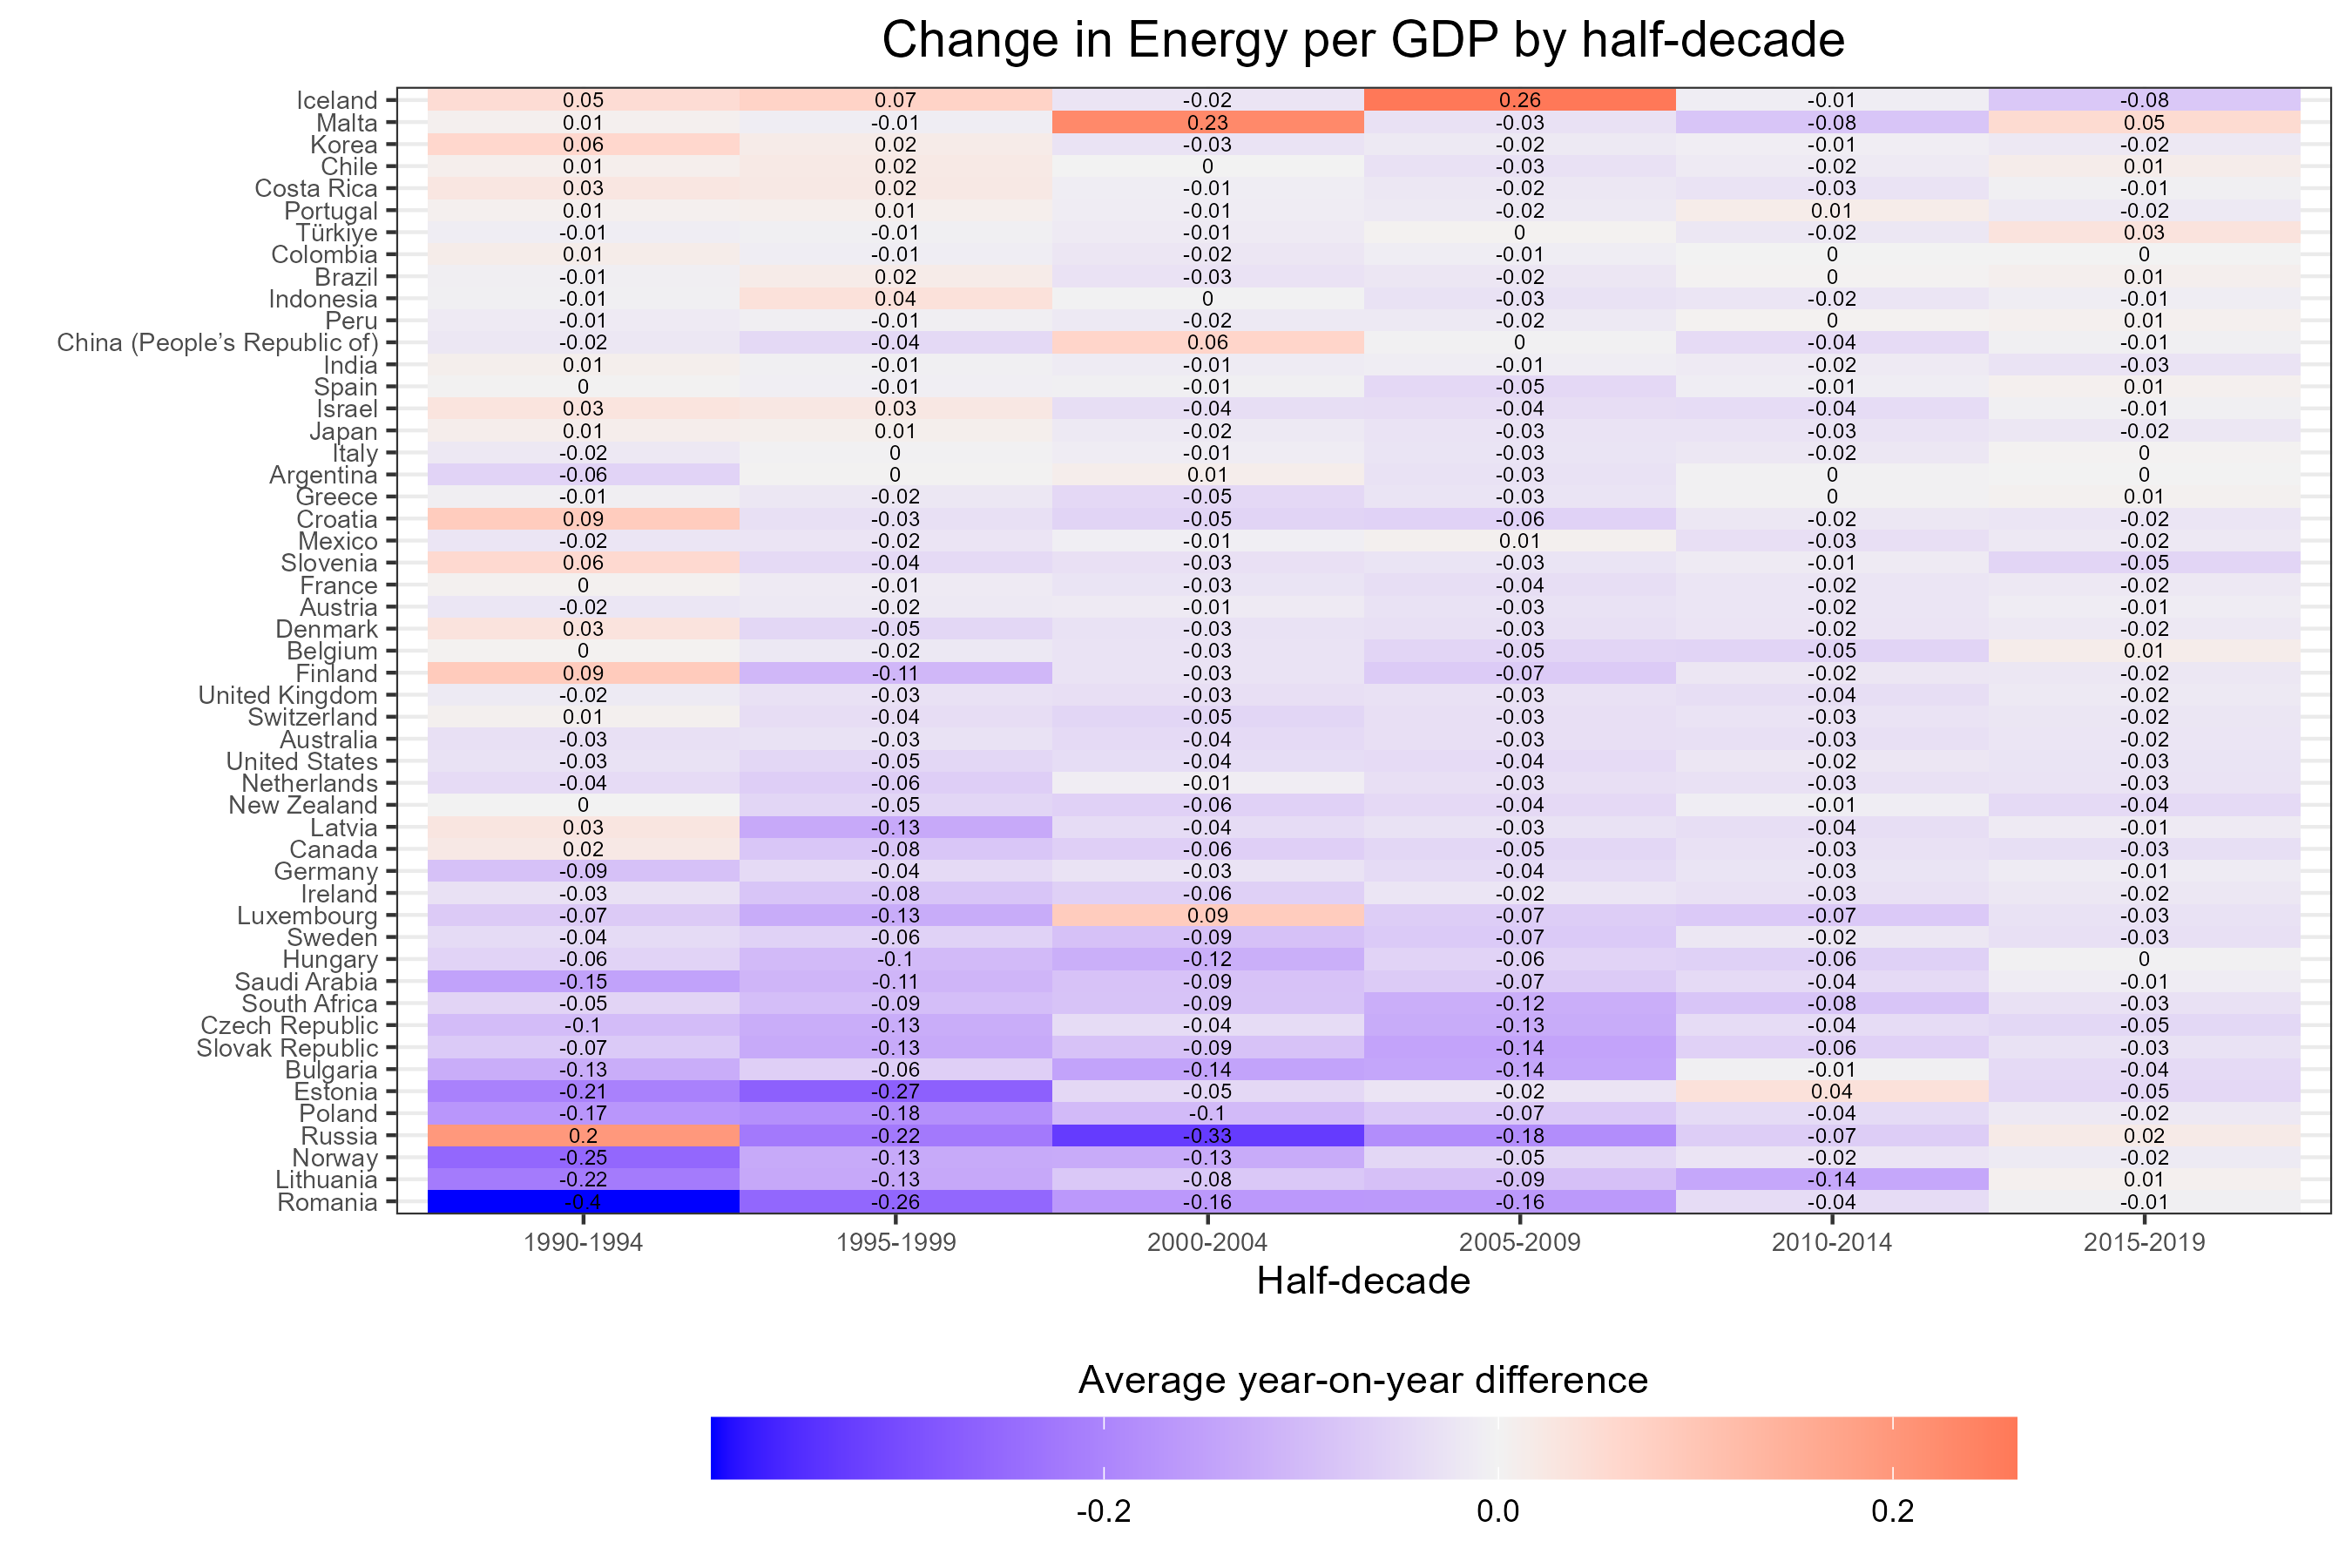 Change in Energy per GDP by half-decade
Iceland 0.05 0.07 -0.02 0.26 -0.01 -0.08
Malta 0.01 -0.01 0.23 -0.03 -0.08 0.05
Korea 0.06 0.02 -0.03 -0.02 -0.01 -0.02
Chile 0.01 0.02 0 -0.03 -0.02 0.01
Costa Rica 0.03 0.02 -0.01 -0.02 -0.03 -0.01
Portugal 0.01 0.01 -0.01 -0.02 0.01 -0.02
Türkiye -0.01 -0.01 -0.01 0 -0.02 0.03
Colombia 0.01 -0.01 -0.02 -0.01 0 0
Brazil -0.01 0.02 -0.03 -0.02 0 0.01
Indonesia -0.01 0.04 0 -0.03 -0.02 -0.01
Peru -0.01 -0.01 -0.02 -0.02 0 0.01
China (People’s Republic of) -0.02 -0.04 0.06 0 -0.04 -0.01
India 0.01 -0.01 -0.01 -0.01 -0.02 -0.03
Spain 0 -0.01 -0.01 -0.05 -0.01 0.01
Israel 0.03 0.03 -0.04 -0.04 -0.04 -0.01
Japan 0.01 0.01 -0.02 -0.03 -0.03 -0.02
Italy -0.02 0 -0.01 -0.03 -0.02 0
Argentina -0.06 0 0.01 -0.03 0 0
Greece -0.01 -0.02 -0.05 -0.03 0 0.01
Croatia 0.09 -0.03 -0.05 -0.06 -0.02 -0.02
Mexico -0.02 -0.02 -0.01 0.01 -0.03 -0.02
Slovenia 0.06 -0.04 -0.03 -0.03 -0.01 -0.05
France 0 -0.01 -0.03 -0.04 -0.02 -0.02
Austria -0.02 -0.02 -0.01 -0.03 -0.02 -0.01
Denmark 0.03 -0.05 -0.03 -0.03 -0.02 -0.02
Belgium 0 -0.02 -0.03 -0.05 -0.05 0.01
Finland 0.09 -0.11 -0.03 -0.07 -0.02 -0.02
United Kingdom -0.02 -0.03 -0.03 -0.03 -0.04 -0.02
Switzerland 0.01 -0.04 -0.05 -0.03 -0.03 -0.02
Australia -0.03 -0.03 -0.04 -0.03 -0.03 -0.02
United States -0.03 -0.05 -0.04 -0.04 -0.02 -0.03
Netherlands -0.04 -0.06 -0.01 -0.03 -0.03 -0.03
New Zealand 0 -0.05 -0.06 -0.04 -0.01 -0.04
Latvia 0.03 -0.13 -0.04 -0.03 -0.04 -0.01
Canada 0.02 -0.08 -0.06 -0.05 -0.03 -0.03
Germany -0.09 -0.04 -0.03 -0.04 -0.03 -0.01
Ireland -0.03 -0.08 -0.06 -0.02 -0.03 -0.02
Luxembourg -0.07 -0.13 0.09 -0.07 -0.07 -0.03
Sweden -0.04 -0.06 -0.09 -0.07 -0.02 -0.03
Hungary -0.06 -0.1 -0.12 -0.06 -0.06 0
Saudi Arabia -0.15 -0.11 -0.09 -0.07 -0.04 -0.01
South Africa -0.05 -0.09 -0.09 -0.12 -0.08 -0.03
Czech Republic -0.1 -0.13 -0.04 -0.13 -0.04 -0.05
Slovak Republic -0.07 -0.13 -0.09 -0.14 -0.06 -0.03
Bulgaria -0.13 -0.06 -0.14 -0.14 -0.01 -0.04
Estonia -0.21 -0.27 -0.05 -0.02 0.04 -0.05
Poland -0.17 -0.18 -0.1 -0.07 -0.04 -0.02
Russia 0.2 -0.22 -0.33 -0.18 -0.07 0.02
Norway -0.25 -0.13 -0.13 -0.05 -0.02 -0.02
Lithuania -0.22 -0.13 -0.08 -0.09 -0.14 0.01
Romania -0.4 -0.26 -0.16 -0.16 -0.04 -0.01
1990-1994 1995-1999 2000-2004 2005-2009 2010-2014 2015-2019
Half-decade
Average year-on-year difference
-0.2 0.0 0.2